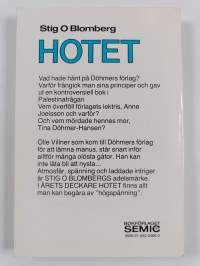 Stig O Blomberg
HOTET
Vad hade hänt på Döhmers förlag?
Varför frångick man sina principer och gav
ut en kontroversiell bok i
Palestinafrågan
Vem överföll förlagets lektris, Anne
Joelsson och varför?
Och vem mördade hennes mor,
Tina Döhmer-Hansen?
Olle Villner som kom till Döhmers förlag
för att lämna manus, står snart inför
alltför många olösta gåtor. Han kan
inte låta bli att nysta...
Atmosfär, spänning och laddade intriger
är STIG O BLOMBERGS adelsmärke.
I ÅRETS DECKARE HOTET finns allt
man kan begära av "högspänning".
BOKFÖRLAGET
SEMIC